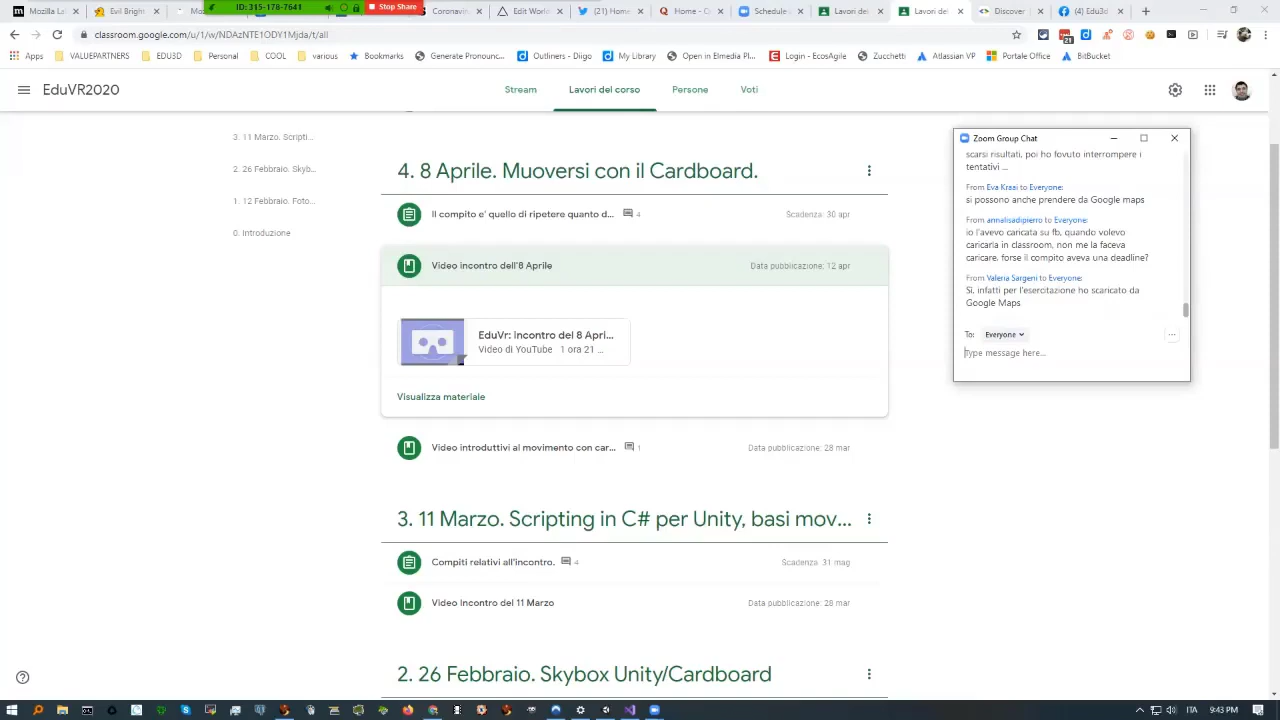 Mozilla La
Evil Bright
Mo
ID:315-178-7641
Stop Share
Coronavir
Edit World
(21) Home
Schedule
Lavori del
Lavori del
Discover
(4) Edu3d
classroom.google.com/u/1/w/NDAzNTE1ODY1Mjda/t/all
21
Apps
VALUEPARTNERS
EDU3D
Personal
COOL
various
Bookmarks
Generate Pronounc...
Outliners - Diigo
My Library
Open in Elmedia Pl...
Login - EcosAgile
Zucchetti
Atlassian VP
Portale Office
BitBucket
EduVR2020
Stream
Lavori del corso
Persone
Voti
3. 11 Marzo. Scripti...
2. 26 Febbraio. Skyb...
1. 12 Febbraio. Foto...
0. Introduzione
4. 8 Aprile. Muoversi con il Cardboard.
Il compito e' quello di ripetere quanto d...
4
Scadenza: 30 apr
Video incontro dell'8 Aprile
Data pubblicazione: 12 apr
EduVr: incontro del 8 Apri...
Video di YouTube 1 ora 21 ...
Visualizza materiale
Video introduttivi al movimento con car...
1
Data pubblicazione: 28 mar
3. 11 Marzo. Scripting in C# per Unity, basi mov...
Compiti relativi all'incontro.
4
Scadenza: 31 mag
Video Incontro del 11 Marzo
Data pubblicazione: 28 mar
2. 26 Febbraio. Skybox Unity/Cardboard
Zoom Group Chat
scarsi risultati, poi ho fovuto interrompere i
tentativi ...
From Eva Kraai to Everyone:
si possono anche prendere da Google maps
From annalisadipierro to Everyone:
io l'avevo caricata su fb, quando volevo
caricarla in classroom, non me la faceva
caricare. forse il compito aveva una deadline?
From Valeria Sargeni to Everyone:
Sì, infatti per l'esercitazione ho scaricato da
Google Maps
To:
Everyone
Type message here...
ITA
9:43 PM